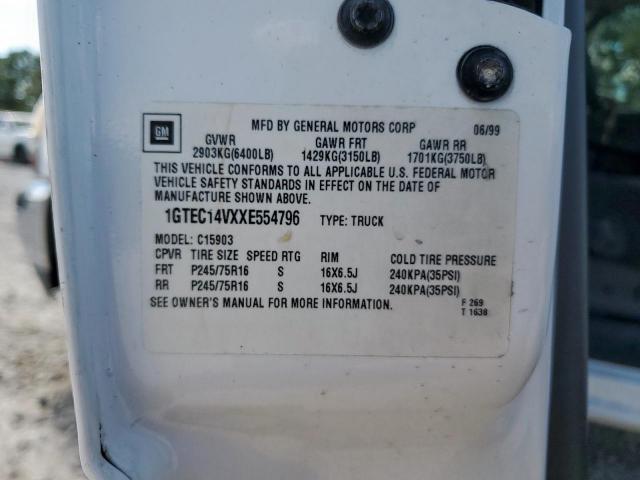 GM
MFD BY GENERAL MOTORS CORP 06/99
GVWR GAWR FRT GAWR RR
2903KG(6400LB) 1429KG(3150LB) 1701KG(3750LB)
THIS VEHICLE CONFORMS TO ALL APPLICABLE U.S. FEDERAL MOTOR
VEHICLE SAFETY STANDARDS IN EFFECT ON THE DATE OF
MANUFACTURE SHOWN ABOVE.
1GTEC14VXXE554796 TYPE: TRUCK
MODEL: C15903
CPVR TIRE SIZE SPEED RTG RIM COLD TIRE PRESSURE
FRT P245/75R16 S 16X6.5J 240KPA(35PSI)
RR P245/75R16 S 16X6.5J 240KPA(35PSI)
SEE OWNER'S MANUAL FOR MORE INFORMATION.
F 269
T 1638